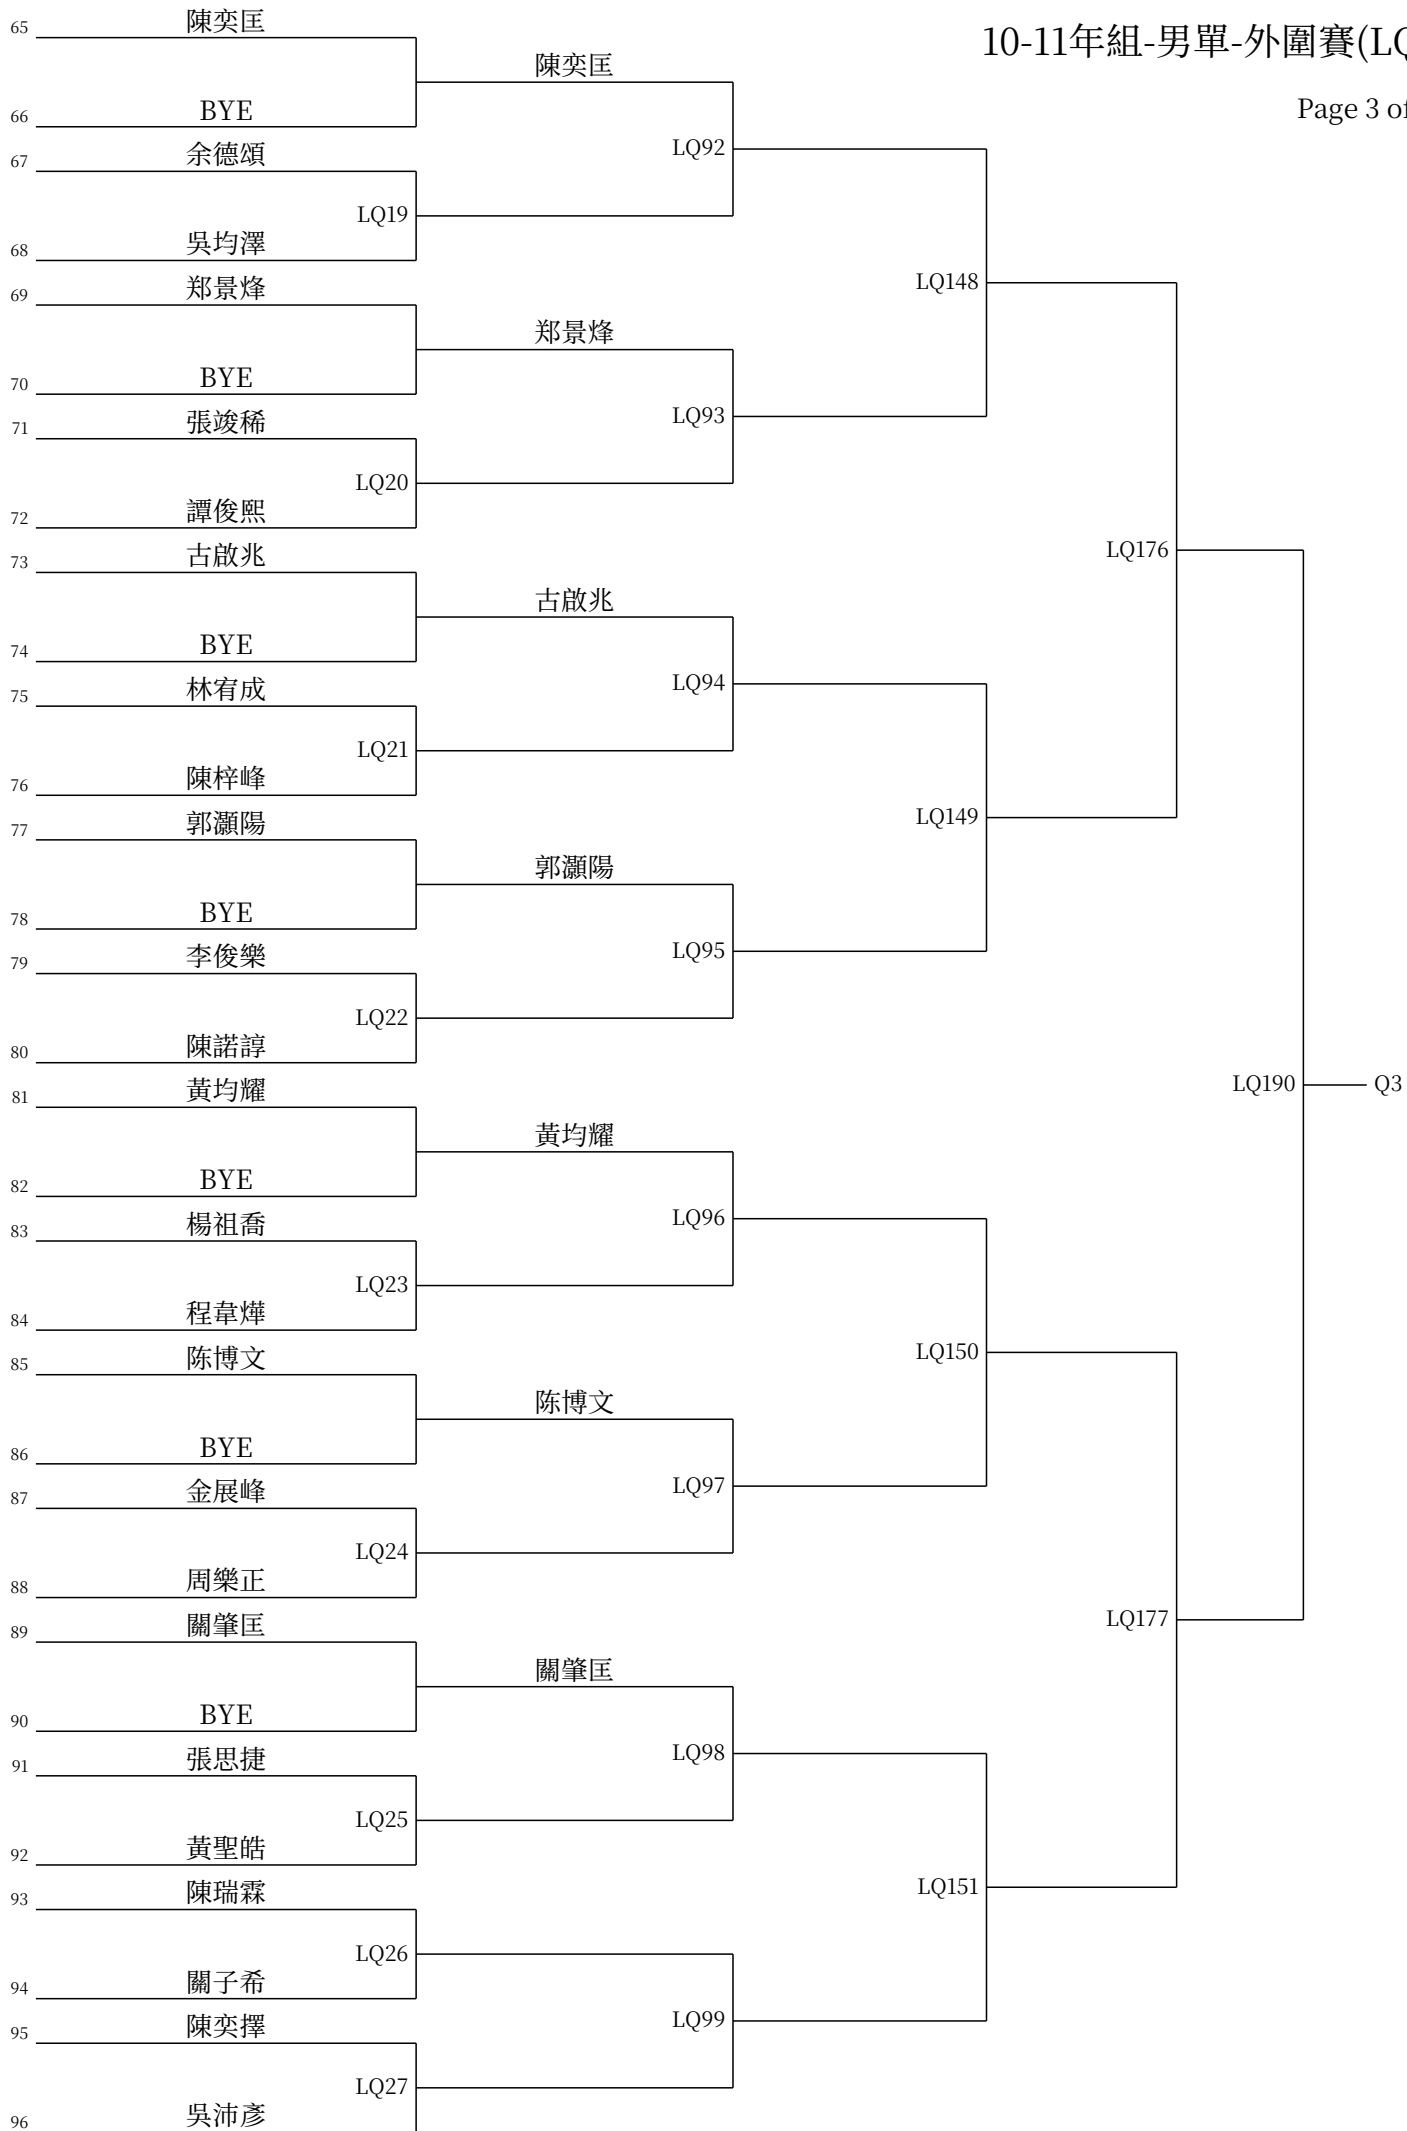 10-11年組-男單-外圍賽(LQ
Page 3 of
65 陳奕匡
陳奕匡
66 BYE
LQ92
67 余德頌
LQ19
68 吳均澤
LQ148
69 郑景烽
郑景烽
70 BYE
LQ93
71 張竣稀
LQ20
72 譚俊熙
LQ176
73 古啟兆
古啟兆
74 BYE
LQ94
75 林宥成
LQ21
76 陳梓峰
LQ149
77 郭灝陽
郭灝陽
78 BYE
LQ95
79 李俊樂
LQ22
80 陳諾諄
LQ190 Q3
81 黃均耀
黃均耀
82 BYE
LQ96
83 楊祖喬
LQ23
84 程韋燁
LQ150
85 陈博文
陈博文
86 BYE
LQ97
87 金展峰
LQ24
88 周樂正
LQ177
89 關肇匡
關肇匡
90 BYE
LQ98
91 張思捷
LQ25
92 黃聖皓
LQ151
93 陳瑞霖
LQ26
94 關子希
LQ99
95 陳奕擇
LQ27
96 吳沛彥